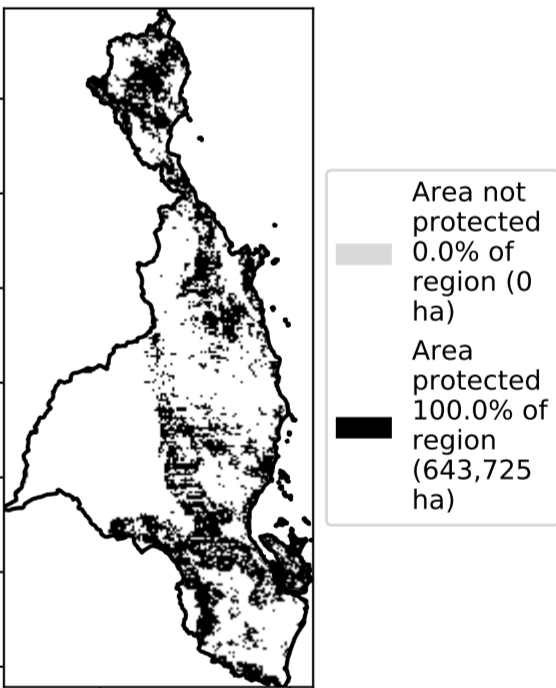 Area not
protected
0.0% of
region (0
ha)
Area
protected
100.0% of
region
(643,725
ha)